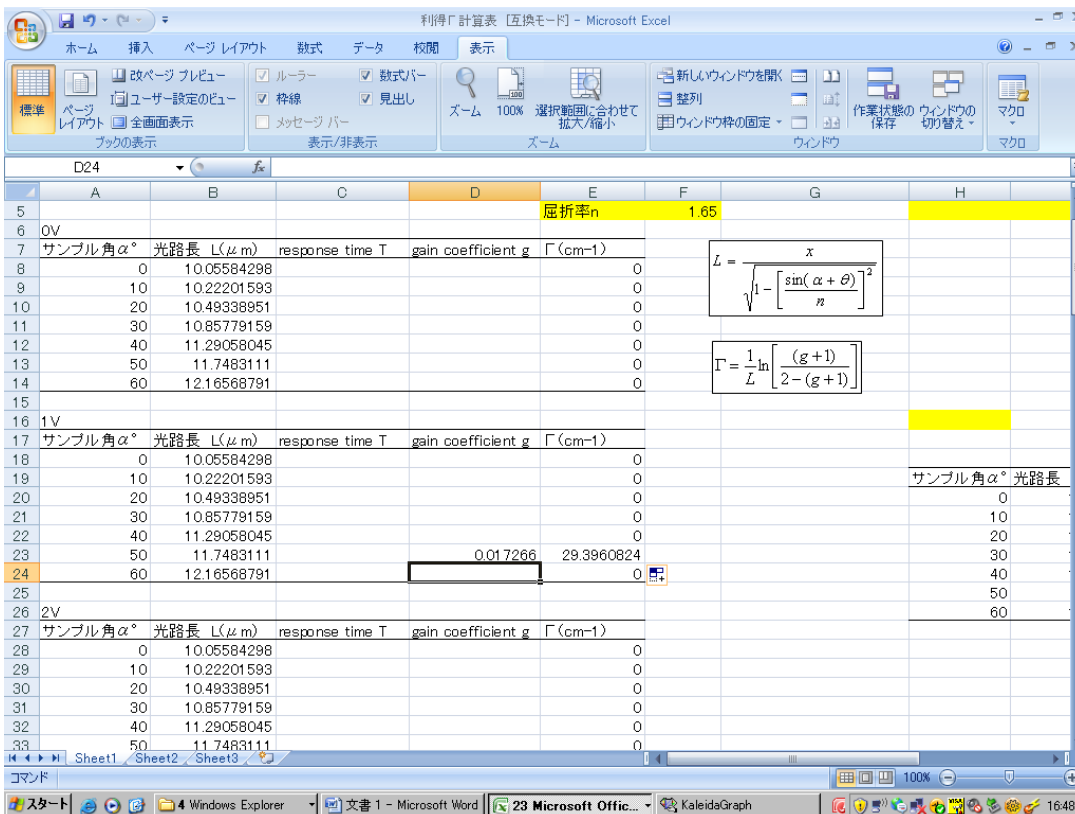 利得Γ計算表 [互換モード] - Microsoft Excel
ホーム 挿入 ページ レイアウト 数式 データ 校閲 表示
標準
ページ レイアウト
改ページ プレビュー
ユーザー設定のビュー
全画面表示
ブックの表示
ルーラー
数式バー
枠線
見出し
メッセージ バー
表示/非表示
ズーム
100%
選択範囲に合わせて
拡大/縮小
ズーム
新しいウィンドウを開く
整列
ウィンドウ枠の固定
作業状態の
保存
ウィンドウの
切り替え
ウィンドウ
マクロ
マクロ
D24 fx
A B C D E F G H
5 屈折率n 1.65
6 0V
7 サンプル角α° 光路長 L(μm) response time T gain coefficient g Γ(cm-1)
8 0 10.05584298 0
9 10 10.22201593 0
10 20 10.49338951 0
11 30 10.85779159 0
12 40 11.29058045 0
13 50 11.7483111 0
14 60 12.16568791 0
L = x / √(1 − [sin(α + θ) / n]²)
Γ = 1/L ln[(g+1) / 2−(g+1)]
15
16 1V
17 サンプル角α° 光路長 L(μm) response time T gain coefficient g Γ(cm-1)
18 0 10.05584298 0
19 10 10.22201593 0 サンプル角α° 光路長
20 20 10.49338951 0 0
21 30 10.85779159 0 10
22 40 11.29058045 0 20
23 50 11.7483111 0.017266 29.3960824 30
24 60 12.16568791 0 40
25 50
26 2V 60
27 サンプル角α° 光路長 L(μm) response time T gain coefficient g Γ(cm-1)
28 0 10.05584298 0
29 10 10.22201593 0
30 20 10.49338951 0
31 30 10.85779159 0
32 40 11.29058045 0
33 50 11.7483111 0
Sheet1 Sheet2 Sheet3
コマンド 100%
スタート 4 Windows Explorer 文書 1 - Microsoft Word 23 Microsoft Offic... KaleidaGraph 16:48